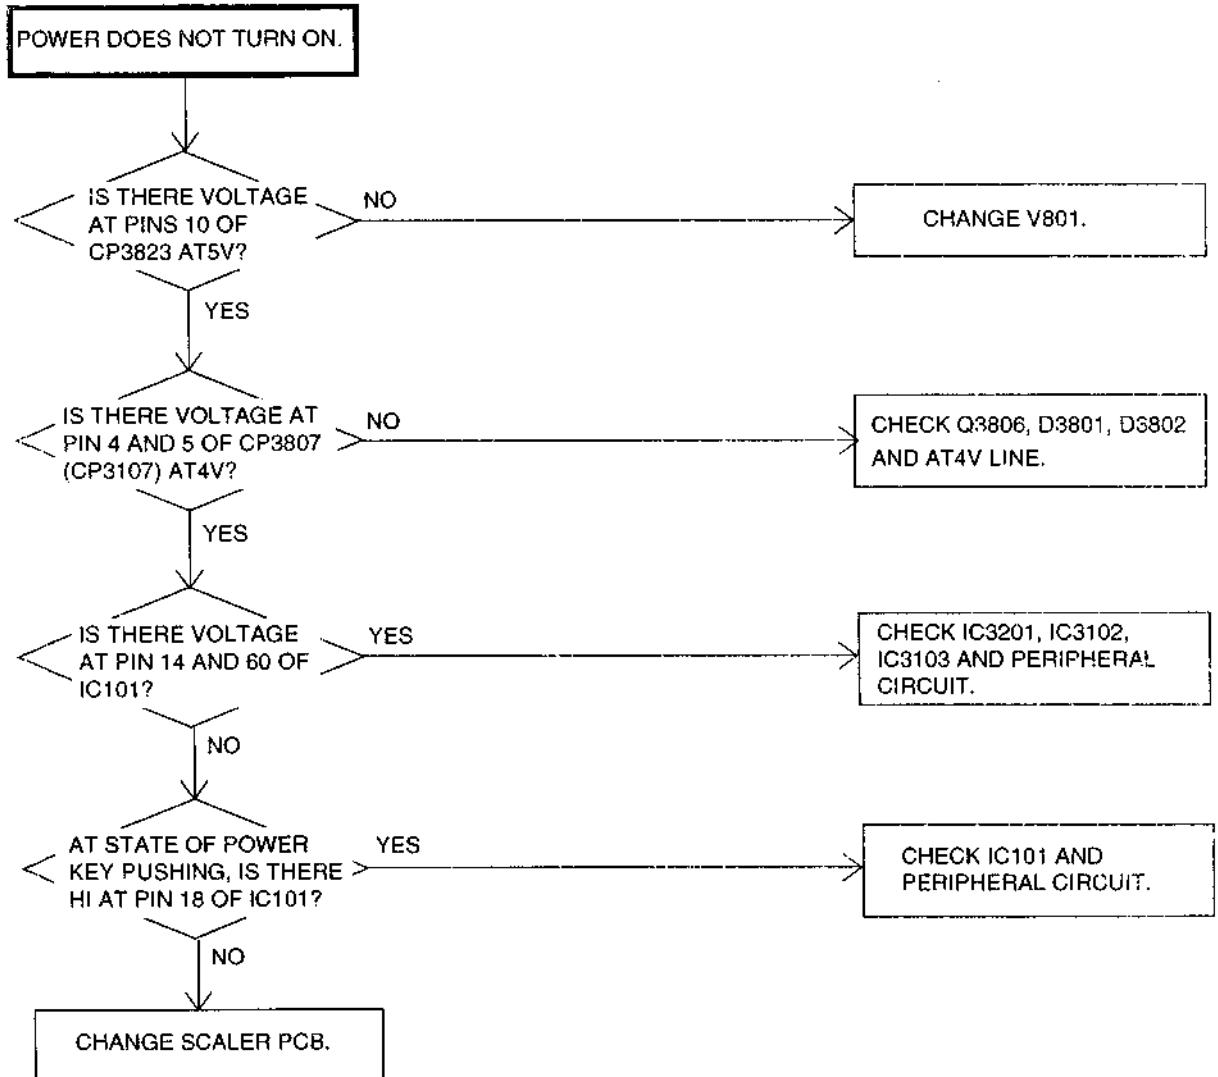 POWER DOES NOT TURN ON.
IS THERE VOLTAGE
AT PINS 10 OF
CP3823 AT5V?
NO
CHANGE V801.
YES
IS THERE VOLTAGE AT
PIN 4 AND 5 OF CP3807
(CP3107) AT4V?
NO
CHECK Q3806, D3801, D3802
AND AT4V LINE.
YES
IS THERE VOLTAGE
AT PIN 14 AND 60 OF
IC101?
YES
CHECK IC3201, IC3102,
IC3103 AND PERIPHERAL
CIRCUIT.
NO
AT STATE OF POWER
KEY PUSHING, IS THERE
HI AT PIN 18 OF IC101?
YES
CHECK IC101 AND
PERIPHERAL CIRCUIT.
NO
CHANGE SCALER PCB.